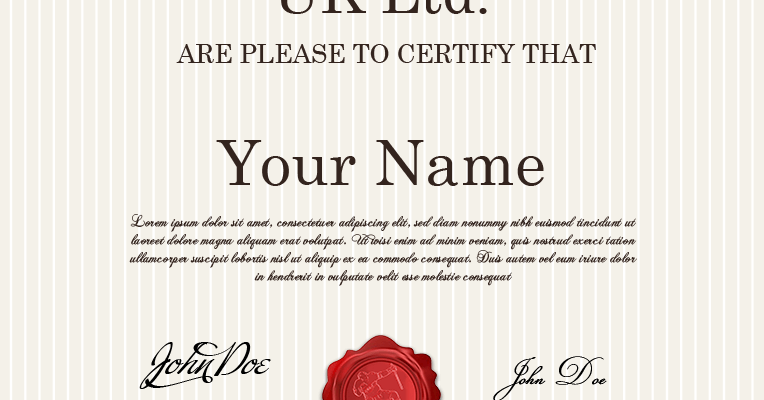 UK Ltd.
ARE PLEASE TO CERTIFY THAT
Your Name
Lorem ipsum dolor sit amet, consectetuer adipiscing elit, sed diam nonummy nibh euismod tincidunt ut
laoreet dolore magna aliquam erat volutpat. Ut wisi enim ad minim veniam, quis nostrud exerci tation
ullamcorper suscipit lobortis nisl ut aliquip ex ea commodo consequat. Duis autem vel eum iriure dolor
in hendrerit in vulputate velit esse molestie consequat
John Doe
John Doe